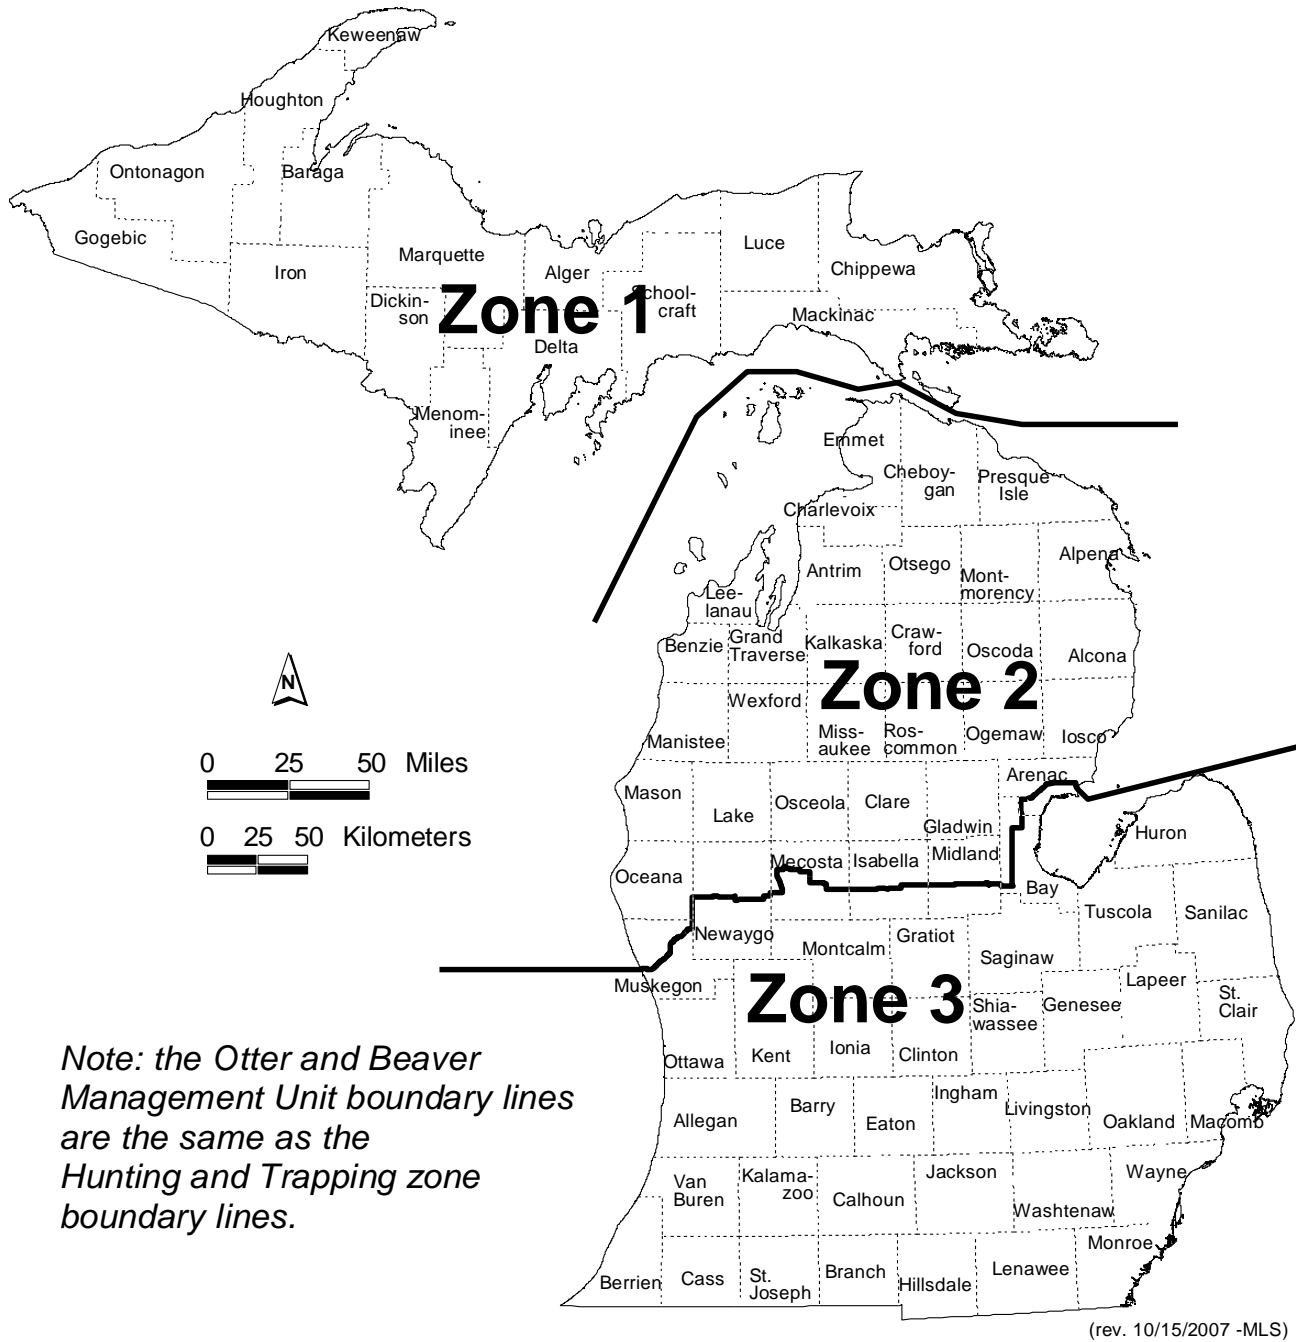 Keweenaw
Houghton
Ontonagon
Baraga
Gogebic
Iron
Marquette
Alger
Luce
Chippewa
Dickin-
son
Zone 1
School-
craft
Mackinac
Delta
Menom-
inee
Emmet
Cheboy-
gan
Presque
Isle
Charlevoix
Antrim
Otsego
Mont-
morency
Alpena
Lee-
lanau
Benzie
Grand
Traverse
Kalkaska
Craw-
ford
Oscoda
Alcona
Zone 2
Wexford
Manistee
Miss-
aukee
Ros-
common
Ogemaw
Iosco
N
0 25 50 Miles
0 25 50 Kilometers
Arenac
Mason
Lake
Osceola
Clare
Gladwin
Huron
Oceana
Mecosta
Isabella
Midland
Bay
Tuscola
Sanilac
Newaygo
Montcalm
Gratiot
Saginaw
Muskegon
Zone 3
Shia-
wassee
Genesee
Lapeer
St.
Clair
Ottawa
Kent
Ionia
Clinton
Allegan
Barry
Eaton
Ingham
Livingston
Oakland
Macomb
Van
Buren
Kalama-
zoo
Calhoun
Jackson
Washtenaw
Wayne
Monroe
Berrien
Cass
St.
Joseph
Branch
Hillsdale
Lenawee
Note: the Otter and Beaver
Management Unit boundary lines
are the same as the
Hunting and Trapping zone
boundary lines.
(rev. 10/15/2007 -MLS)